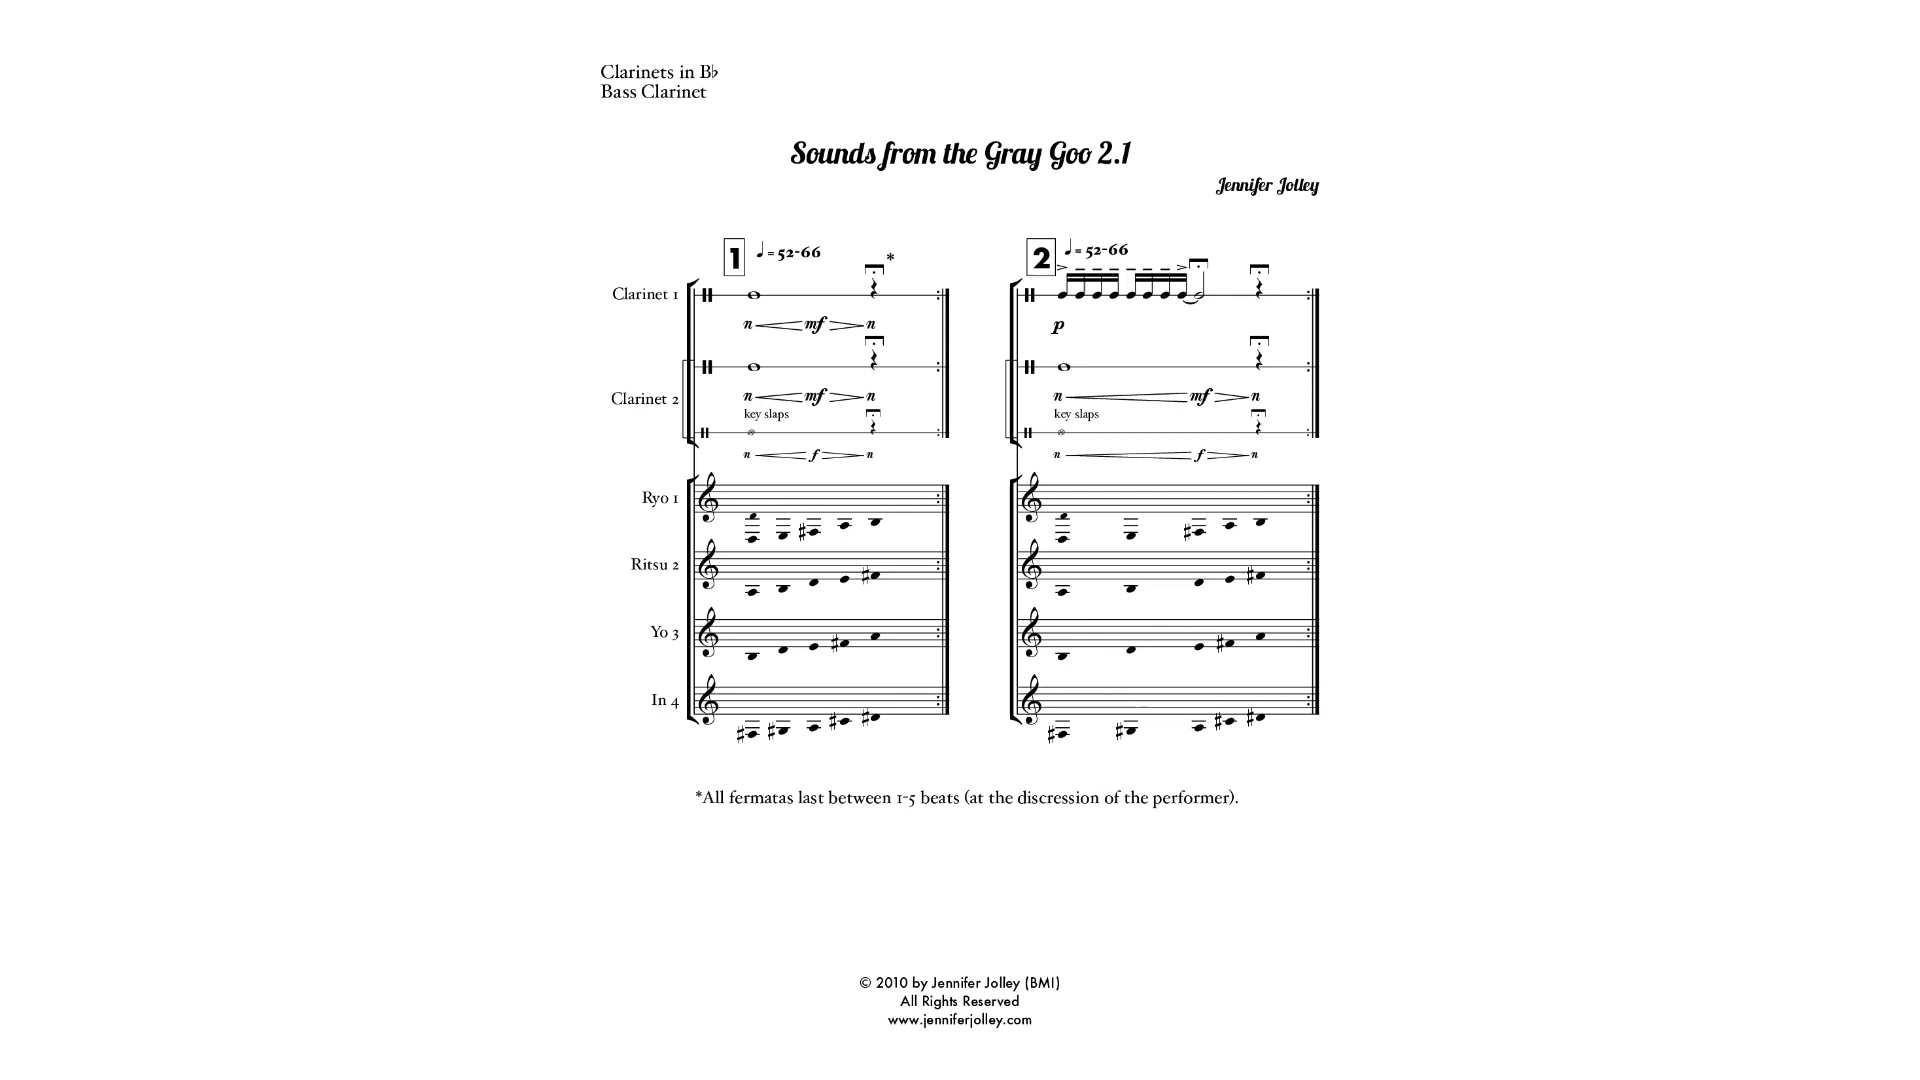 Clarinets in B♭
Bass Clarinet
Sounds from the Gray Goo 2.1
Jennifer Jolley
1 ♩ = 52-66 *
2 ♩ = 52-66
Clarinet 1
n mf n
p
Clarinet 2
n mf n
n mf n
key slaps
key slaps
n f n
n f n
Ryo 1
Ritsu 2
Yo 3
In 4
*All fermatas last between 1-5 beats (at the discression of the performer).
© 2010 by Jennifer Jolley (BMI)
All Rights Reserved
www.jenniferjolley.com